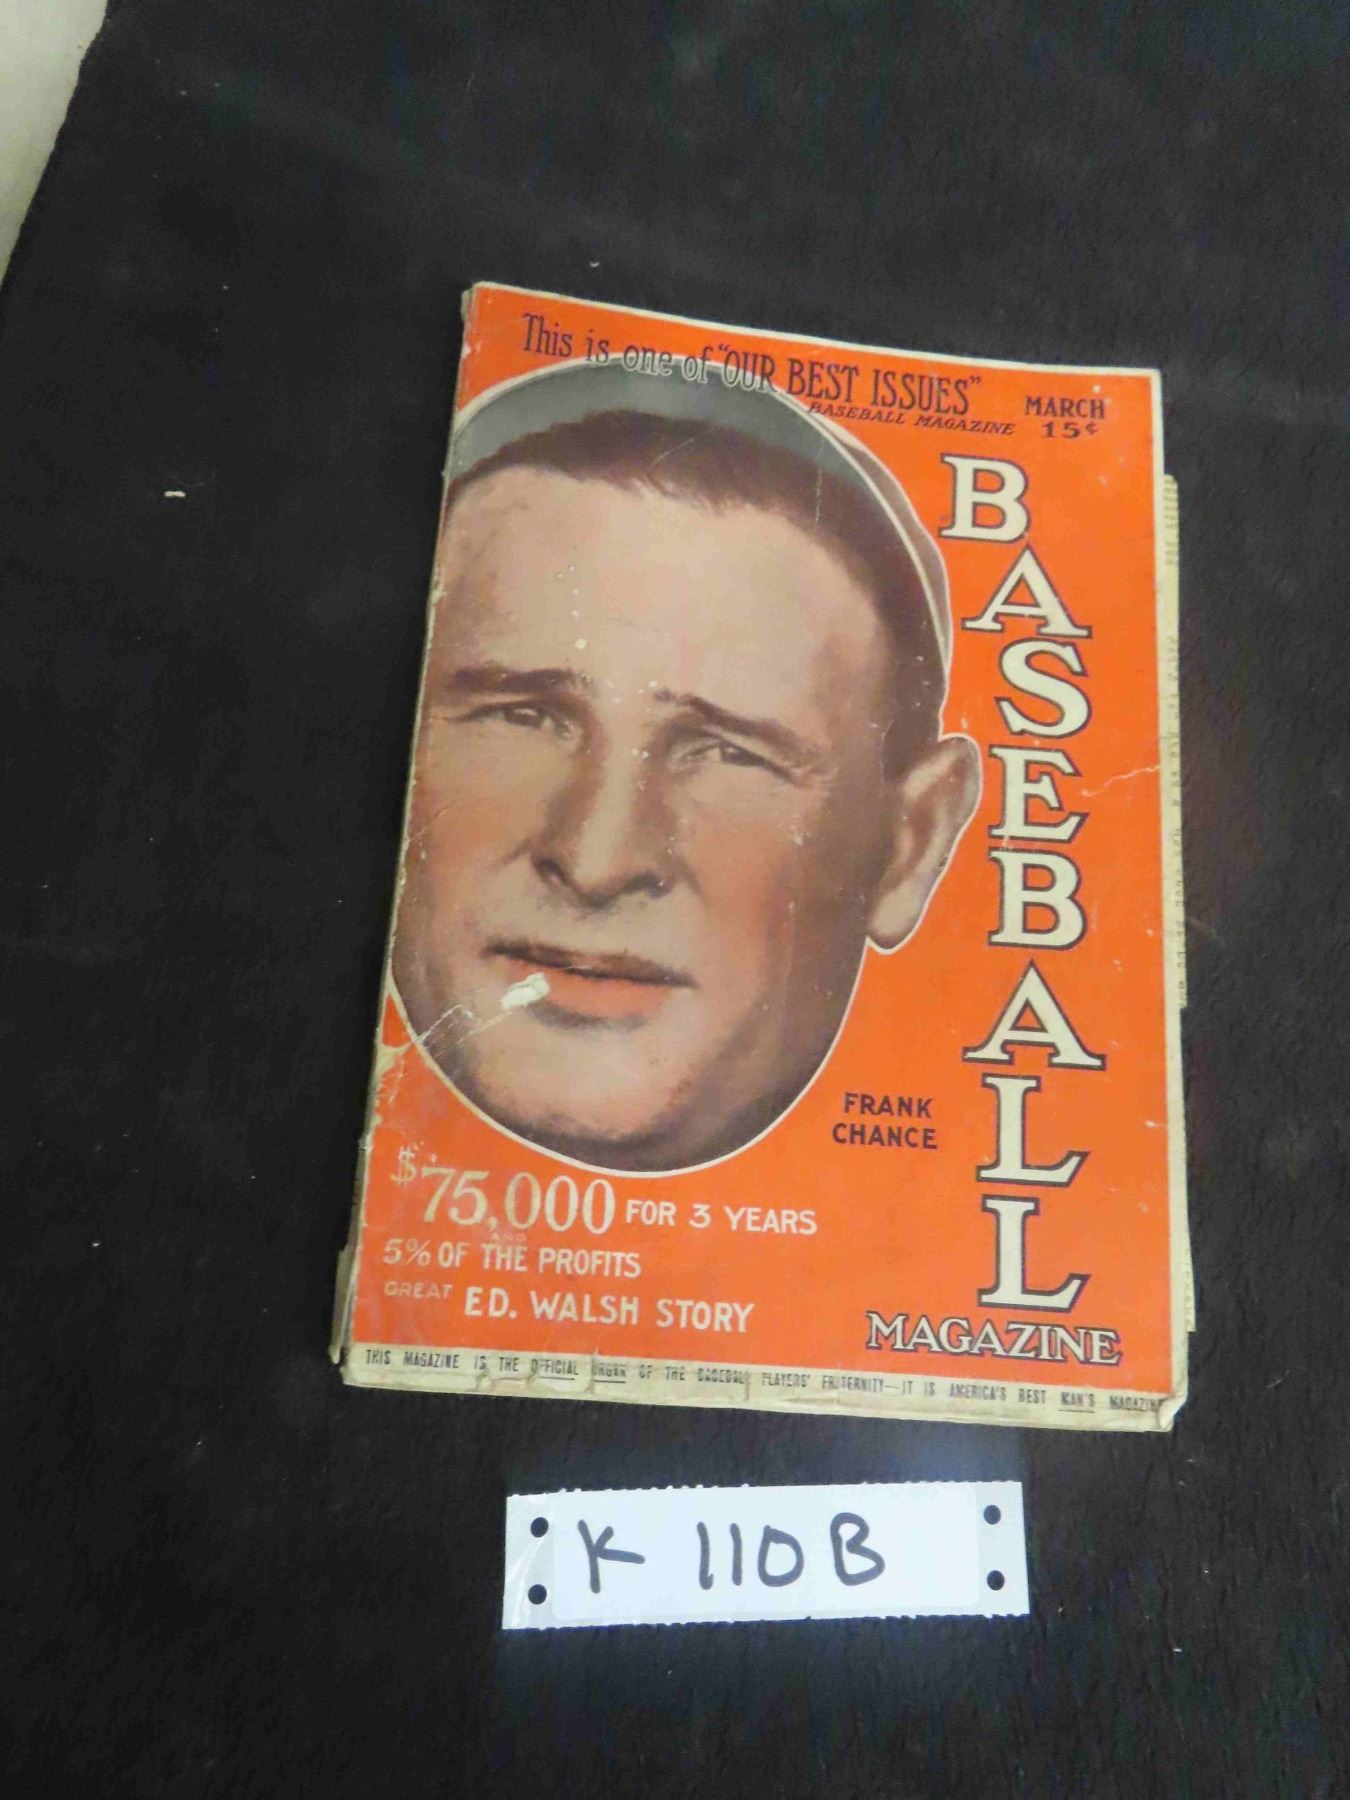 This is one of "OUR BEST ISSUES"
BASEBALL MAGAZINE
MARCH
15¢
BASEBALL
MAGAZINE
FRANK
CHANCE
$75,000 FOR 3 YEARS
AND
5% OF THE PROFITS
GREAT ED. WALSH STORY
THIS MAGAZINE IS THE OFFICIAL ORGAN OF THE BASEBALL PLAYERS' FRATERNITY—IT IS AMERICA'S BEST MAN'S MAGAZINE
K 110B